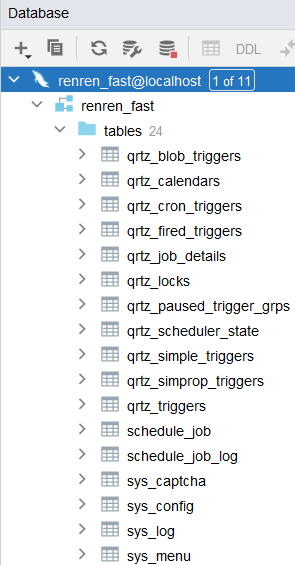 Database
DDL
renren_fast@localhost 1 of 11
renren_fast
tables 24
qrtz_blob_triggers
qrtz_calendars
qrtz_cron_triggers
qrtz_fired_triggers
qrtz_job_details
qrtz_locks
qrtz_paused_trigger_grps
qrtz_scheduler_state
qrtz_simple_triggers
qrtz_simprop_triggers
qrtz_triggers
schedule_job
schedule_job_log
sys_captcha
sys_config
sys_log
sys_menu